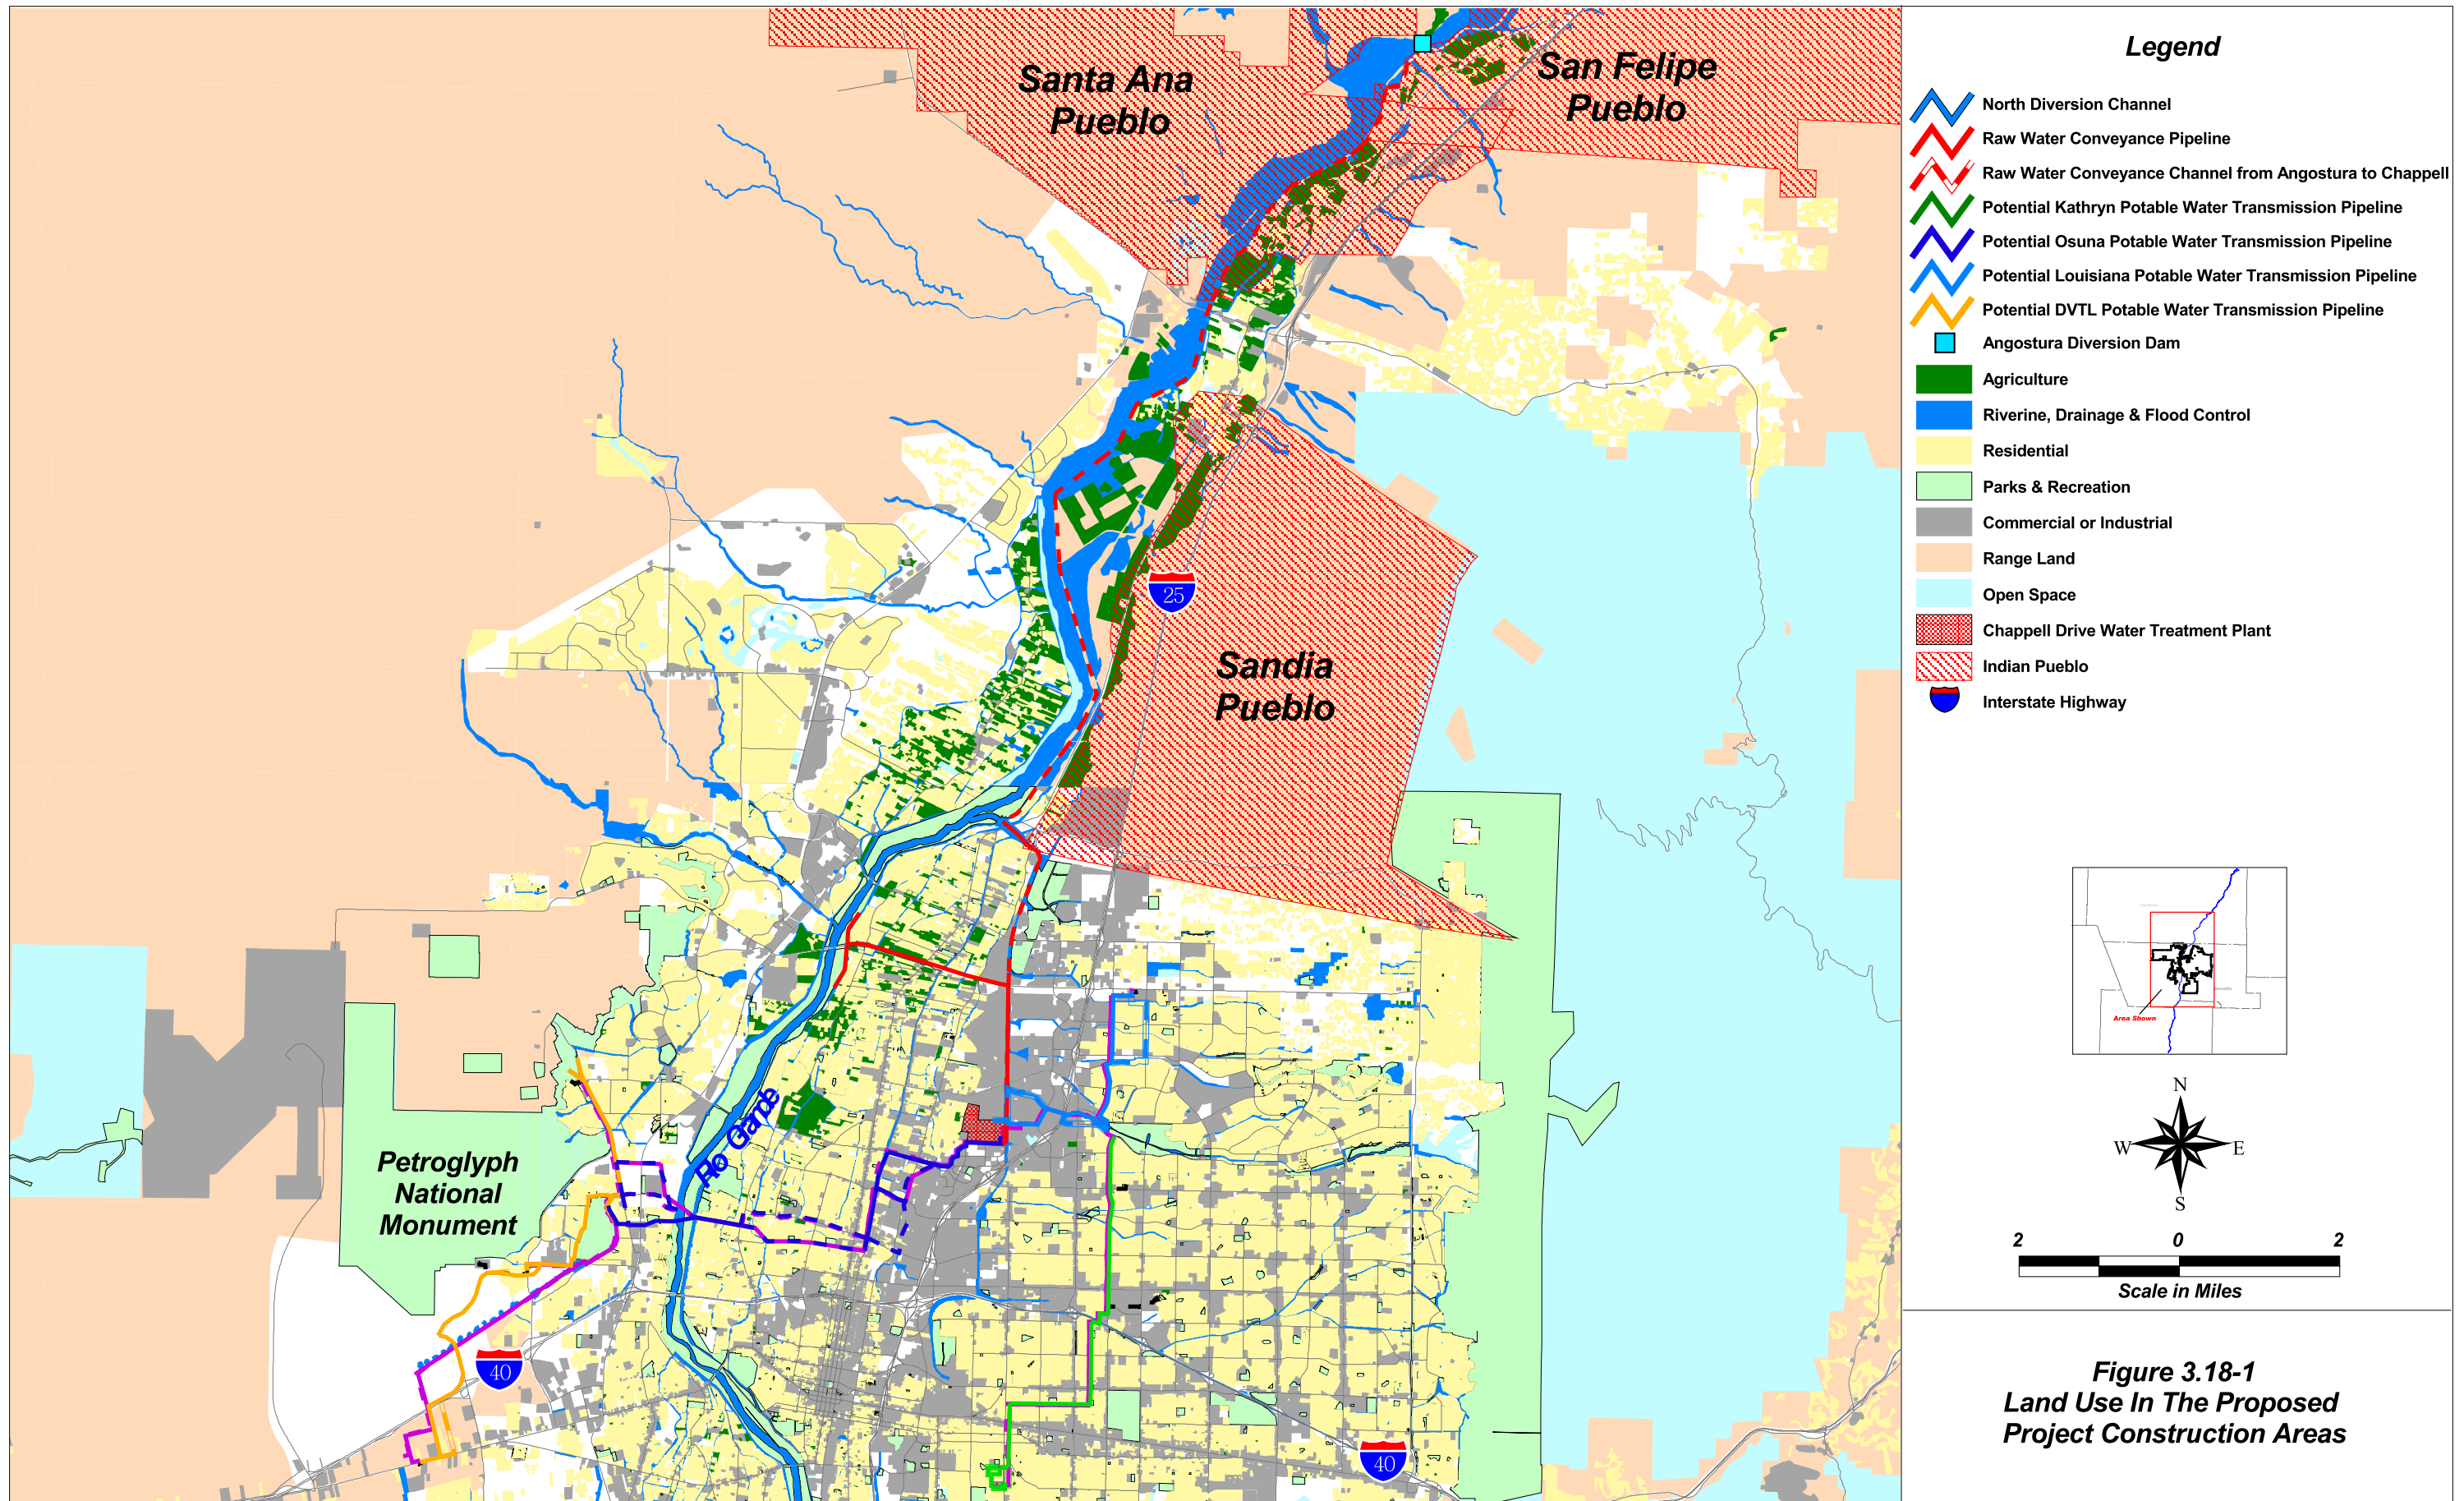 Santa Ana
Pueblo
San Felipe
Pueblo
25
Sandia
Pueblo
Rio Grande
Petroglyph
National
Monument
40
40
Legend
North Diversion Channel
Raw Water Conveyance Pipeline
Raw Water Conveyance Channel from Angostura to Chappell
Potential Kathryn Potable Water Transmission Pipeline
Potential Osuna Potable Water Transmission Pipeline
Potential Louisiana Potable Water Transmission Pipeline
Potential DVTL Potable Water Transmission Pipeline
Angostura Diversion Dam
Agriculture
Riverine, Drainage & Flood Control
Residential
Parks & Recreation
Commercial or Industrial
Range Land
Open Space
Chappell Drive Water Treatment Plant
Indian Pueblo
Interstate Highway
Area Shown
N
W E
S
2 0 2
Scale in Miles
Figure 3.18-1
Land Use In The Proposed
Project Construction Areas